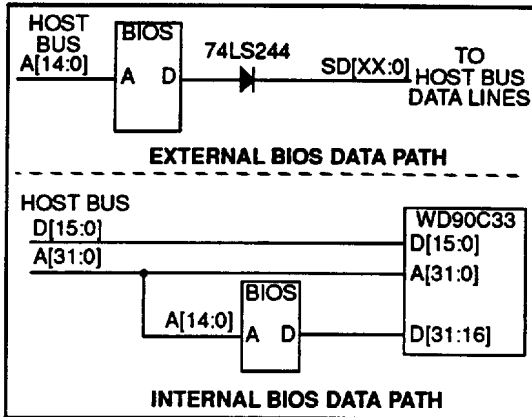 HOST
BUS
A[14:0]
BIOS
A D
74LS244
SD[XX:0]
TO
HOST BUS
DATA LINES
EXTERNAL BIOS DATA PATH
HOST BUS
D[15:0]
A[31:0]
WD90C33
D[15:0]
A[31:0]
BIOS
A[14:0]
A D
D[31:16]
INTERNAL BIOS DATA PATH